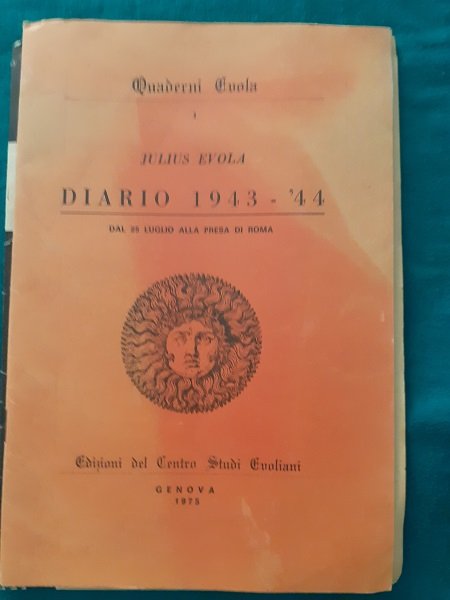 Quaderni Evola
1
JULIUS EVOLA
DIARIO 1943 - '44
DAL 25 LUGLIO ALLA PRESA DI ROMA
Edizioni del Centro Studi Evoliani
GENOVA
1975